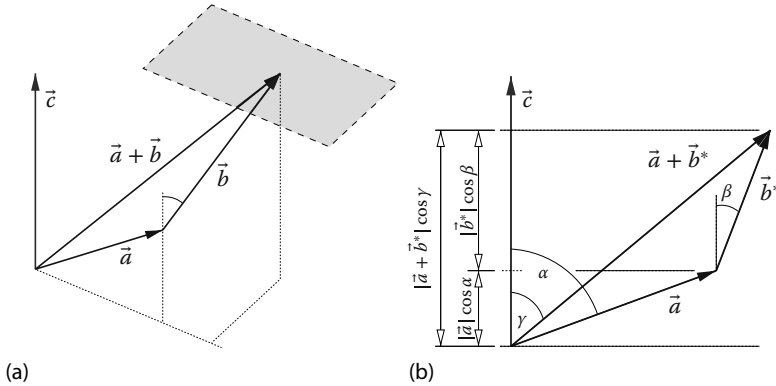 c⃗
a⃗ + b⃗
b⃗
a⃗
(a)
c⃗
|a⃗ + b⃗*| cos γ
|b⃗*| cos β
|a⃗| cos α
a⃗ + b⃗*
β
b⃗*
α
γ
a⃗
(b)